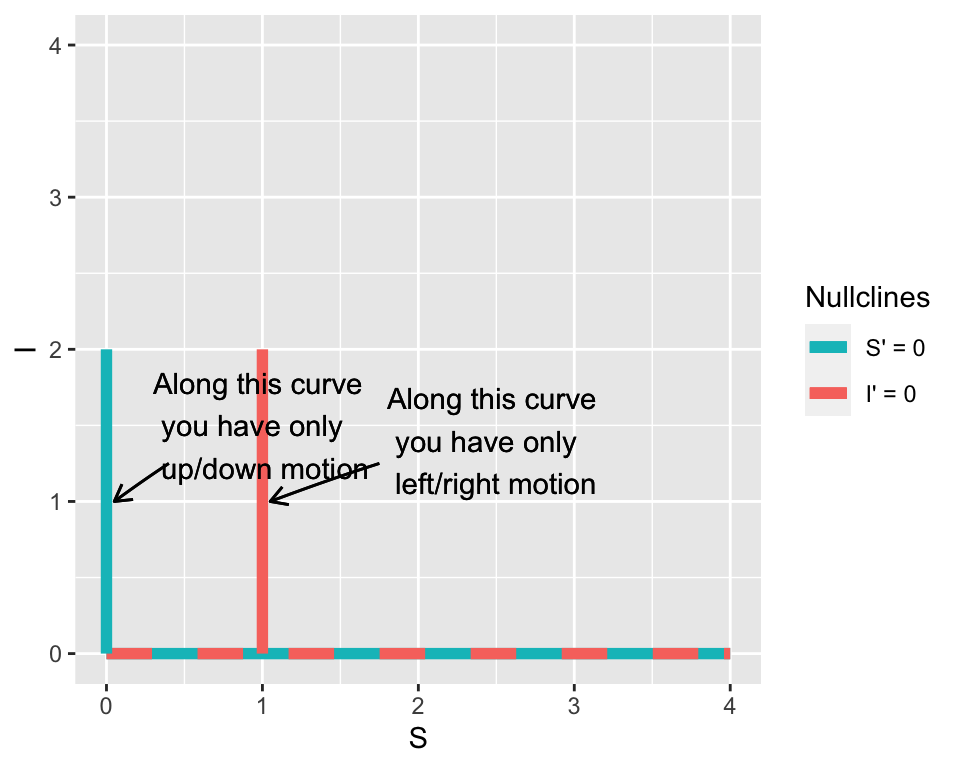 4
3
2
1
0
I
Along this curve
you have only
up/down motion
Along this curve
you have only
left/right motion
0
1
2
3
4
S
Nullclines
S' = 0
I' = 0